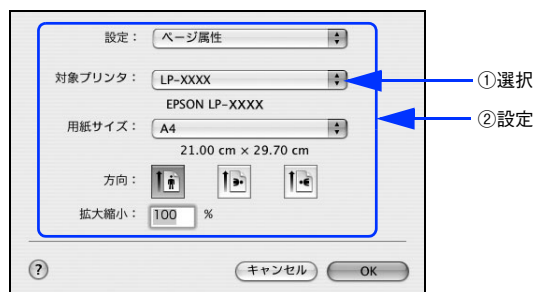 設定： ページ属性
対象プリンタ： LP-XXXX
①選択
EPSON LP-XXXX
②設定
用紙サイズ： A4
21.00 cm × 29.70 cm
方向：
拡大縮小： 100 %
? キャンセル OK